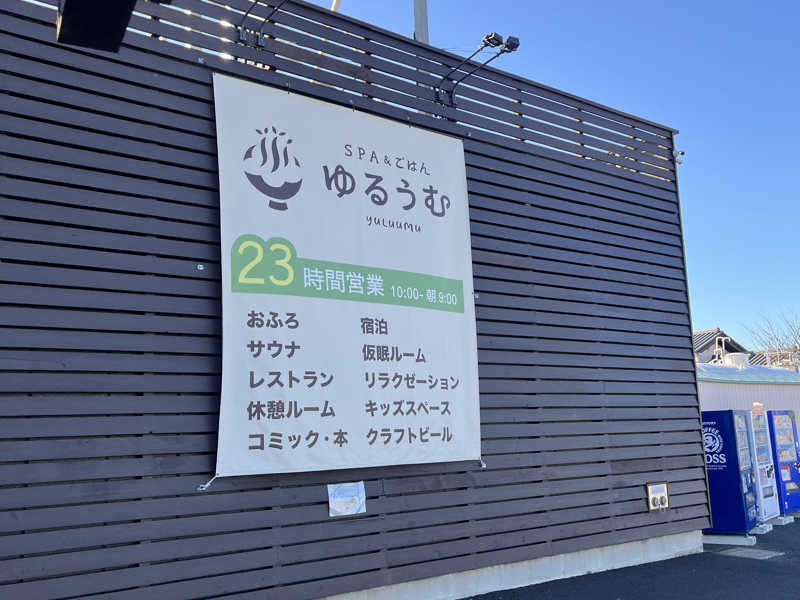 SPA&ごはん
ゆるうむ
YULUUMU
23時間営業 10:00-朝9:00
おふろ
サウナ
レストラン
休憩ルーム
コミック・本
宿泊
仮眠ルーム
リラクゼーション
キッズスペース
クラフトビール
COFFEE
BOSS